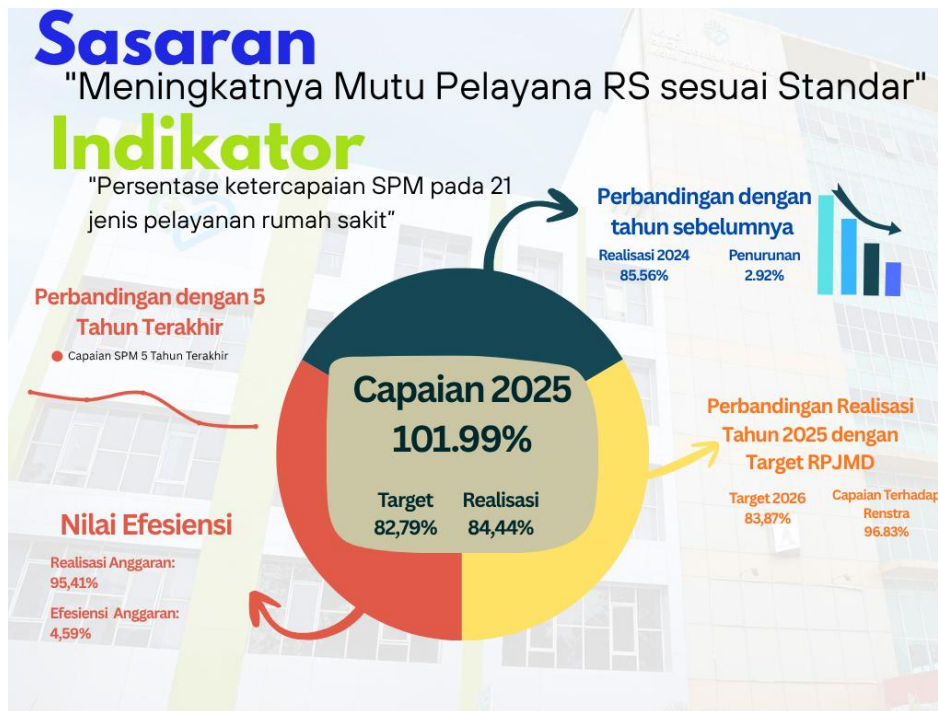 Sasaran
"Meningkatnya Mutu Pelayana RS sesuai Standar"
Indikator
"Persentase ketercapaian SPM pada 21
jenis pelayanan rumah sakit"
Perbandingan dengan
tahun sebelumnya
Realisasi 2024
85.56%
Penurunan
2.92%
Perbandingan dengan 5
Tahun Terakhir
Capaian SPM 5 Tahun Terakhir
Capaian 2025
101.99%
Target
82,79%
Realisasi
84,44%
Perbandingan Realisasi
Tahun 2025 dengan
Target RPJMD
Target 2026
83,87%
Capaian Terhadap
Renstra
96.83%
Nilai Efesiensi
Realisasi Anggaran:
95,41%
Efesiensi Anggaran:
4,59%